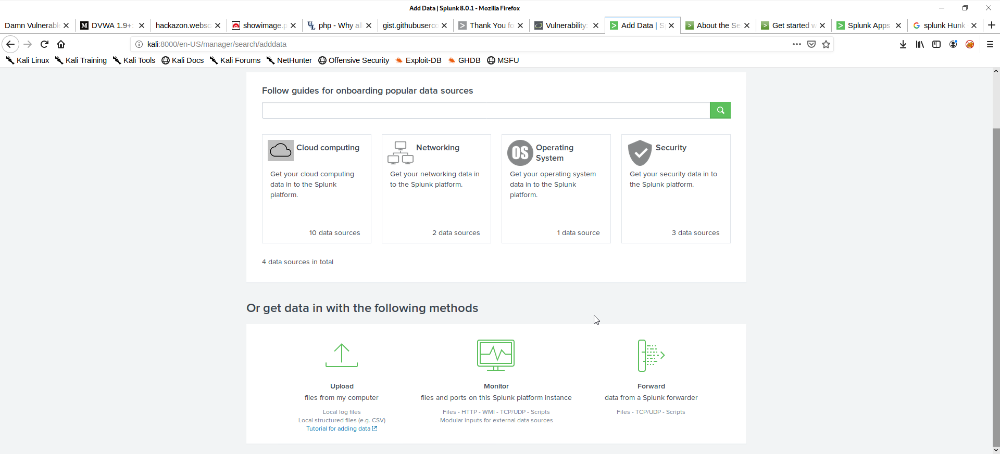 Add Data | Splunk 8.0.1 - Mozilla Firefox
Damn Vulnerab
DVWA 1.9+:
hackazon.websc
showimage.p
php - Why all
gist.githubuserco
Thank You fo
Vulnerability:
Add Data | S
About the Se
Get started w
Splunk Apps
splunk Hunk
kali:8000/en-US/manager/search/adddata
Kali Linux
Kali Training
Kali Tools
Kali Docs
Kali Forums
NetHunter
Offensive Security
Exploit-DB
GHDB
MSFU
Follow guides for onboarding popular data sources
Cloud computing
Get your cloud computing
data in to the Splunk
platform.
10 data sources
Networking
Get your networking data in
to the Splunk platform.
2 data sources
OS
Operating
System
Get your operating system
data in to the Splunk
platform.
1 data source
Security
Get your security data in to
the Splunk platform.
3 data sources
4 data sources in total
Or get data in with the following methods
Upload
files from my computer
Local log files
Local structured files (e.g. CSV)
Tutorial for adding data
Monitor
files and ports on this Splunk platform instance
Files - HTTP - WMI - TCP/UDP - Scripts
Modular inputs for external data sources
Forward
data from a Splunk forwarder
Files - TCP/UDP - Scripts